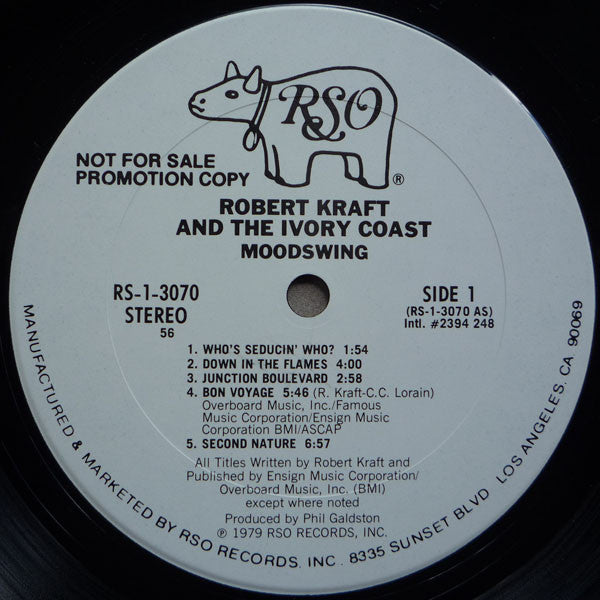 RSO
®
NOT FOR SALE
PROMOTION COPY
ROBERT KRAFT
AND THE IVORY COAST
MOODSWING
RS-1-3070
STEREO
56
SIDE 1
(RS-1-3070 AS)
Intl. #2394 248
1. WHO'S SEDUCIN' WHO? 1:54
2. DOWN IN THE FLAMES 4:00
3. JUNCTION BOULEVARD 2:58
4. BON VOYAGE 5:46 (R. Kraft-C.C. Lorain)
Overboard Music, Inc./Famous
Music Corporation/Ensign Music
Corporation BMI/ASCAP
5. SECOND NATURE 6:57
All Titles Written by Robert Kraft and
Published by Ensign Music Corporation/
Overboard Music, Inc. (BMI)
except where noted
Produced by Phil Galdston
℗ 1979 RSO RECORDS, INC.
MANUFACTURED & MARKETED BY RSO RECORDS, INC. 8335 SUNSET BLVD LOS ANGELES, CA. 90069